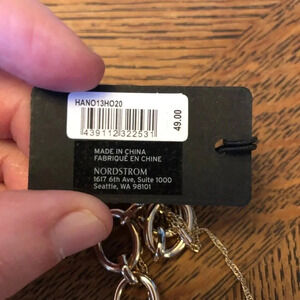 HANO13HO20
439112322531
49.00
MADE IN CHINA
FABRIQUÉ EN CHINE
NORDSTROM
1617 6th Ave, Suite 1000
Seattle, WA 98101